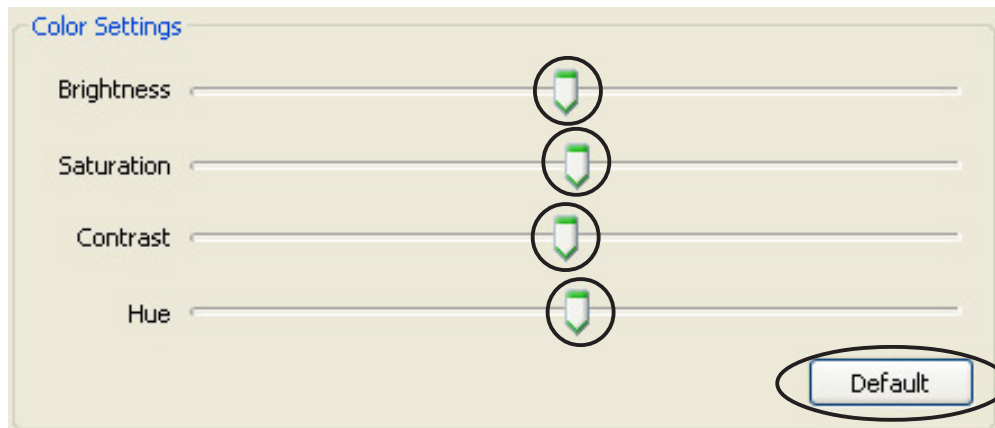 Color Settings
Brightness
Saturation
Contrast
Hue
Default